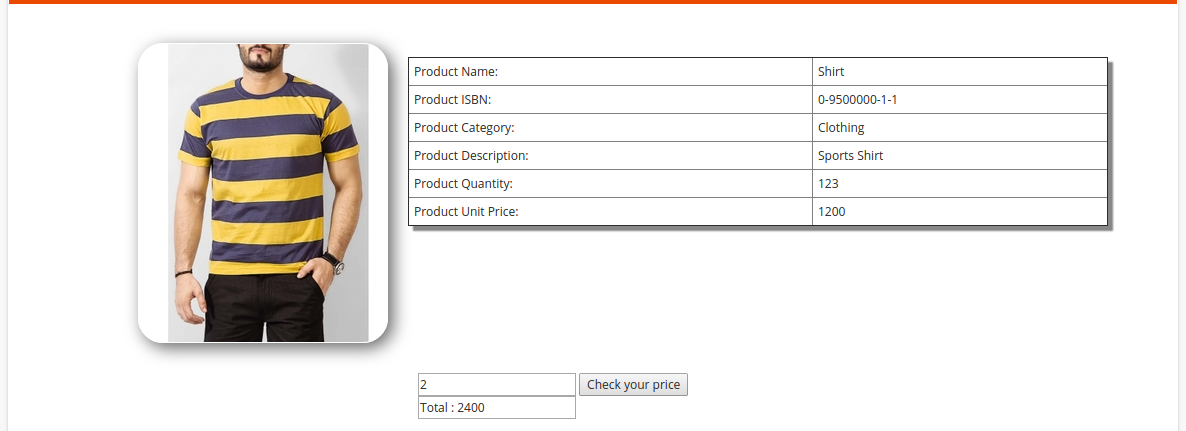 Product Name: Shirt
Product ISBN: 0-9500000-1-1
Product Category: Clothing
Product Description: Sports Shirt
Product Quantity: 123
Product Unit Price: 1200
2 Check your price
Total : 2400